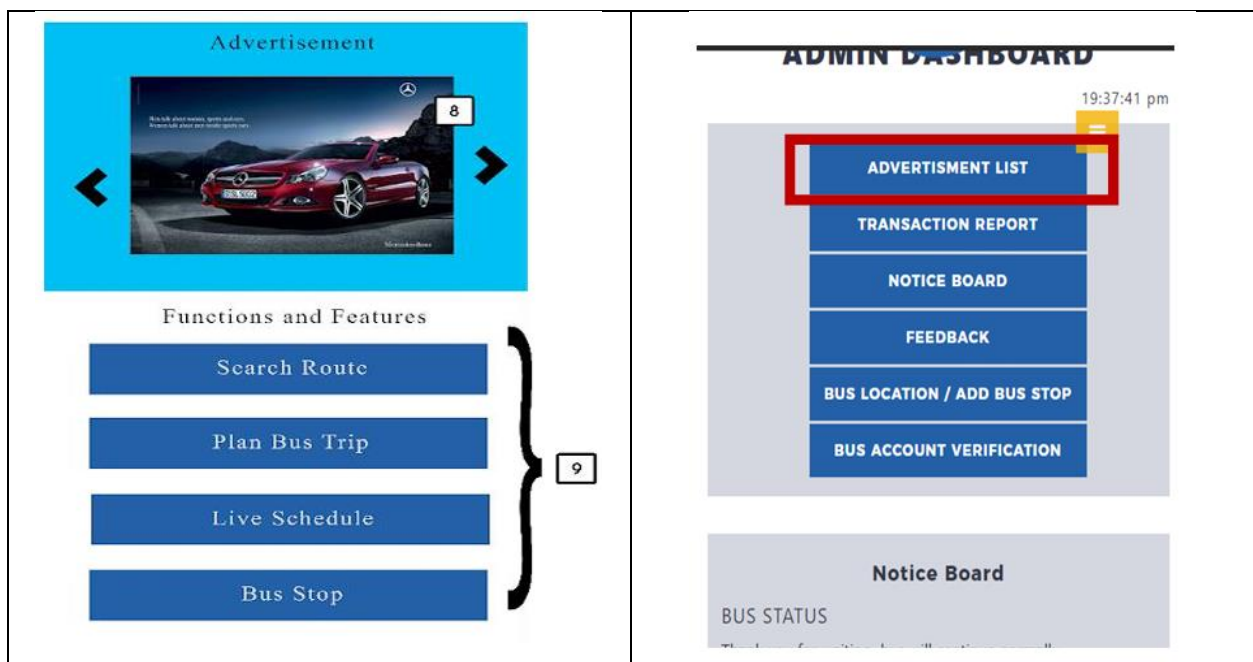 Advertisement
8
Functions and Features
Search Route
Plan Bus Trip
Live Schedule
Bus Stop
9
ADMIN DASHBOARD
19:37:41 pm
ADVERTISMENT LIST
TRANSACTION REPORT
NOTICE BOARD
FEEDBACK
BUS LOCATION / ADD BUS STOP
BUS ACCOUNT VERIFICATION
Notice Board
BUS STATUS